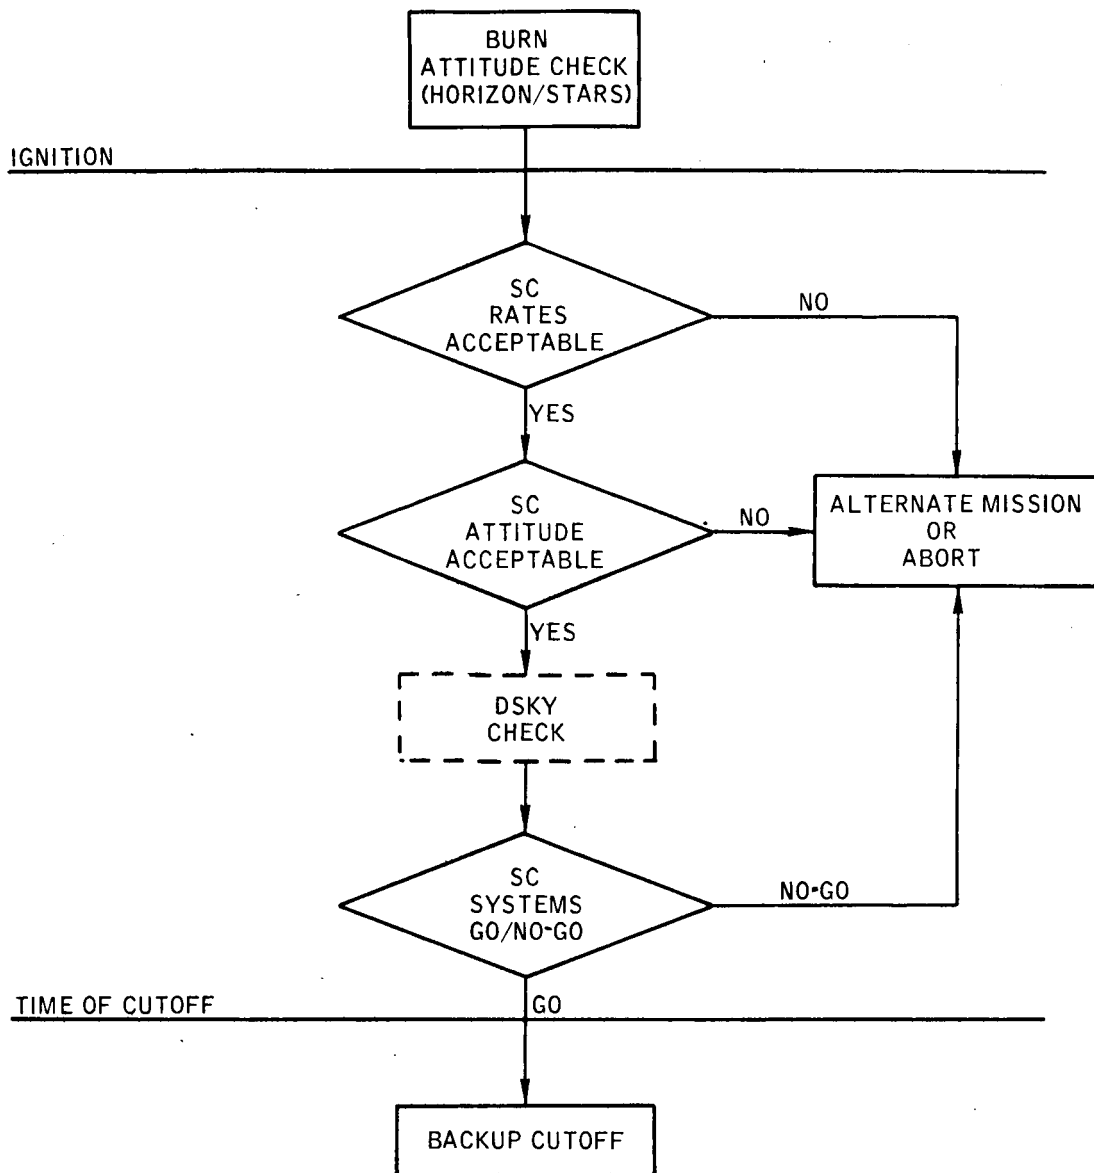 BURN
ATTITUDE CHECK
(HORIZON/STARS)
IGNITION
SC
RATES
ACCEPTABLE
NO
YES
SC
ATTITUDE
ACCEPTABLE
NO
ALTERNATE MISSION
OR
ABORT
YES
DSKY
CHECK
SC
SYSTEMS
GO/NO-GO
NO-GO
TIME OF CUTOFF
GO
BACKUP CUTOFF